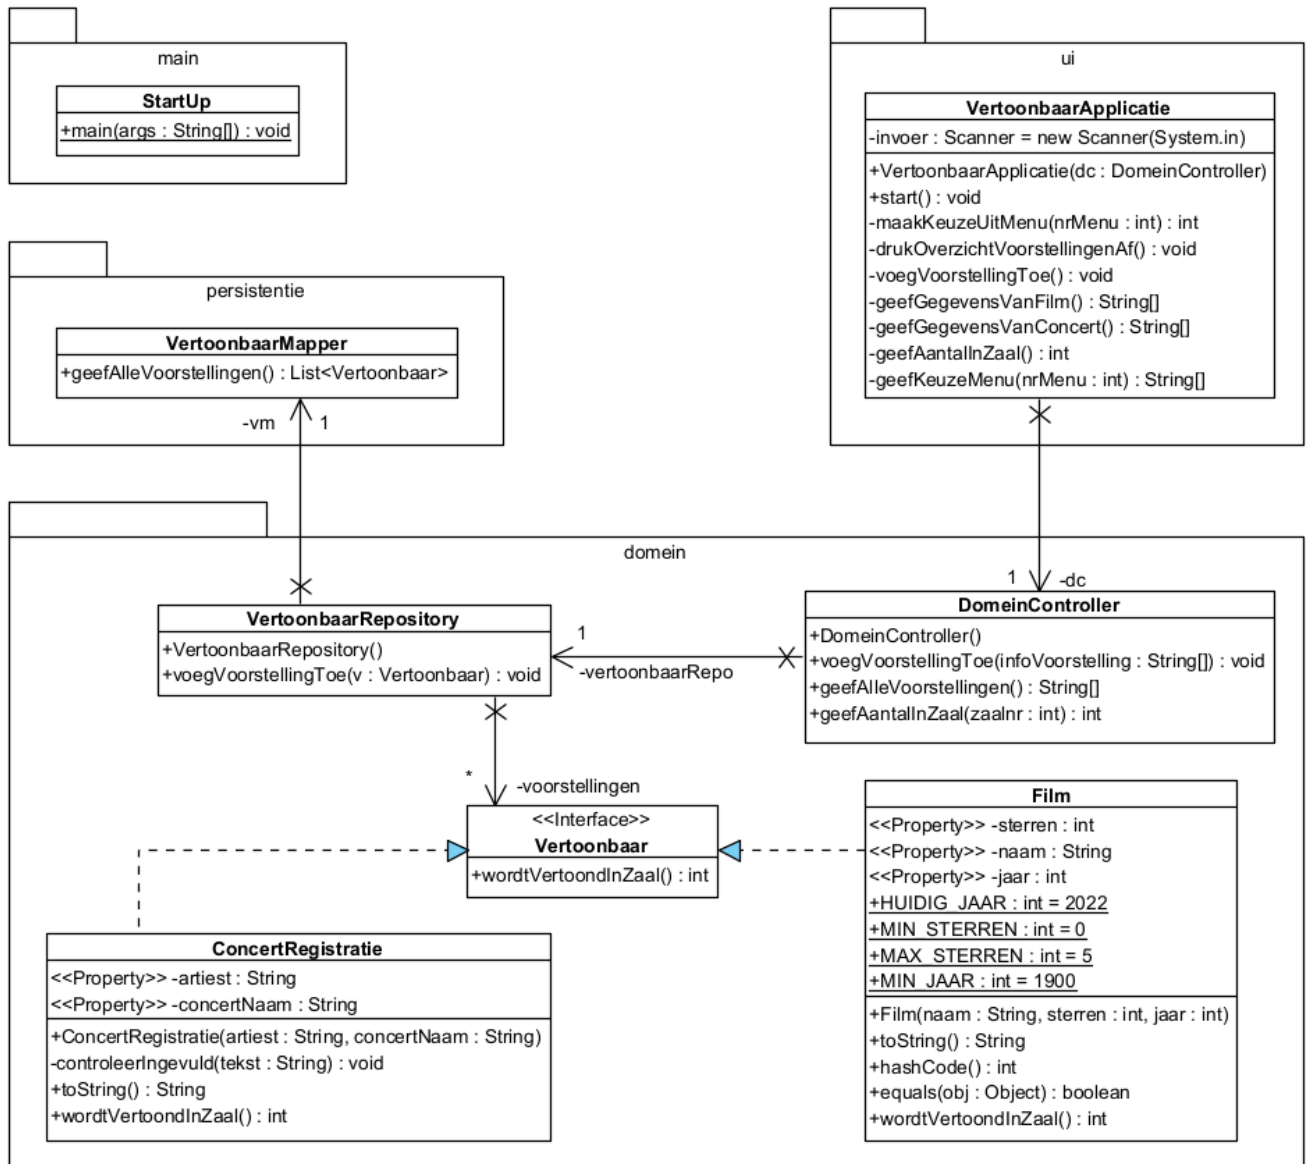 main
StartUp
+main(args : String[]) : void
ui
VertoonbaarApplicatie
-invoer : Scanner = new Scanner(System.in)
+VertoonbaarApplicatie(dc : DomeinController)
+start() : void
-maakKeuzeUitMenu(nrMenu : int) : int
-drukOverzichtVoorstellingenAf() : void
-voegVoorstellingToe() : void
-geefGegevensVanFilm() : String[]
-geefGegevensVanConcert() : String[]
-geefAantalInZaal() : int
-geefKeuzeMenu(nrMenu : int) : String[]
persistentie
VertoonbaarMapper
+geefAlleVoorstellingen() : List<Vertoonbaar>
-vm
1
domein
1
-dc
VertoonbaarRepository
+VertoonbaarRepository()
+voegVoorstellingToe(v : Vertoonbaar) : void
1
-vertoonbaarRepo
DomeinController
+DomeinController()
+voegVoorstellingToe(infoVoorstelling : String[]) : void
+geefAlleVoorstellingen() : String[]
+geefAantalInZaal(zaalnr : int) : int
*
-voorstellingen
<<Interface>>
Vertoonbaar
+wordtVertoondInZaal() : int
Film
<<Property>> -sterren : int
<<Property>> -naam : String
<<Property>> -jaar : int
+HUIDIG_JAAR : int = 2022
+MIN_STERREN : int = 0
+MAX_STERREN : int = 5
+MIN_JAAR : int = 1900
+Film(naam : String, sterren : int, jaar : int)
+toString() : String
+hashCode() : int
+equals(obj : Object) : boolean
+wordtVertoondInZaal() : int
ConcertRegistratie
<<Property>> -artiest : String
<<Property>> -concertNaam : String
+ConcertRegistratie(artiest : String, concertNaam : String)
-controleerIngevuld(tekst : String) : void
+toString() : String
+wordtVertoondInZaal() : int